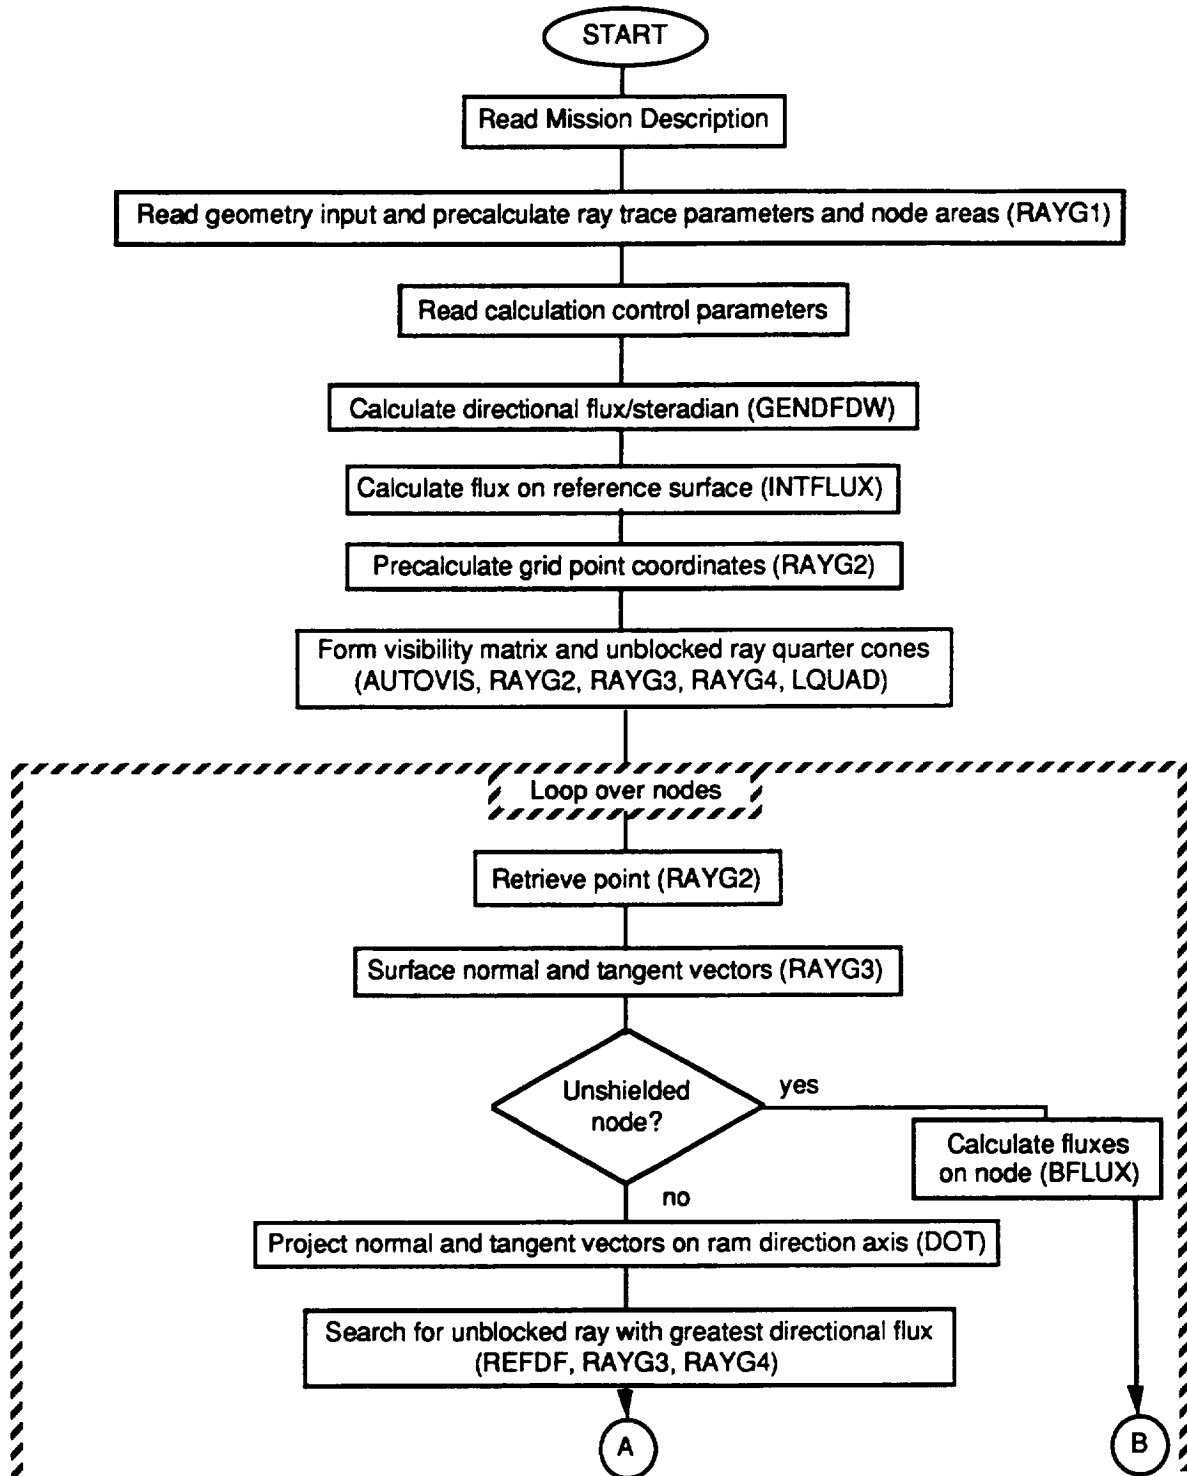 START
Read Mission Description
Read geometry input and precalculate ray trace parameters and node areas (RAYG1)
Read calculation control parameters
Calculate directional flux/steradian (GENDFDW)
Calculate flux on reference surface (INTFLUX)
Precalculate grid point coordinates (RAYG2)
Form visibility matrix and unblocked ray quarter cones
(AUTOVIS, RAYG2, RAYG3, RAYG4, LQUAD)
Loop over nodes
Retrieve point (RAYG2)
Surface normal and tangent vectors (RAYG3)
Unshielded
node?
yes
Calculate fluxes
on node (BFLUX)
no
Project normal and tangent vectors on ram direction axis (DOT)
Search for unblocked ray with greatest directional flux
(REFDF, RAYG3, RAYG4)
A
B